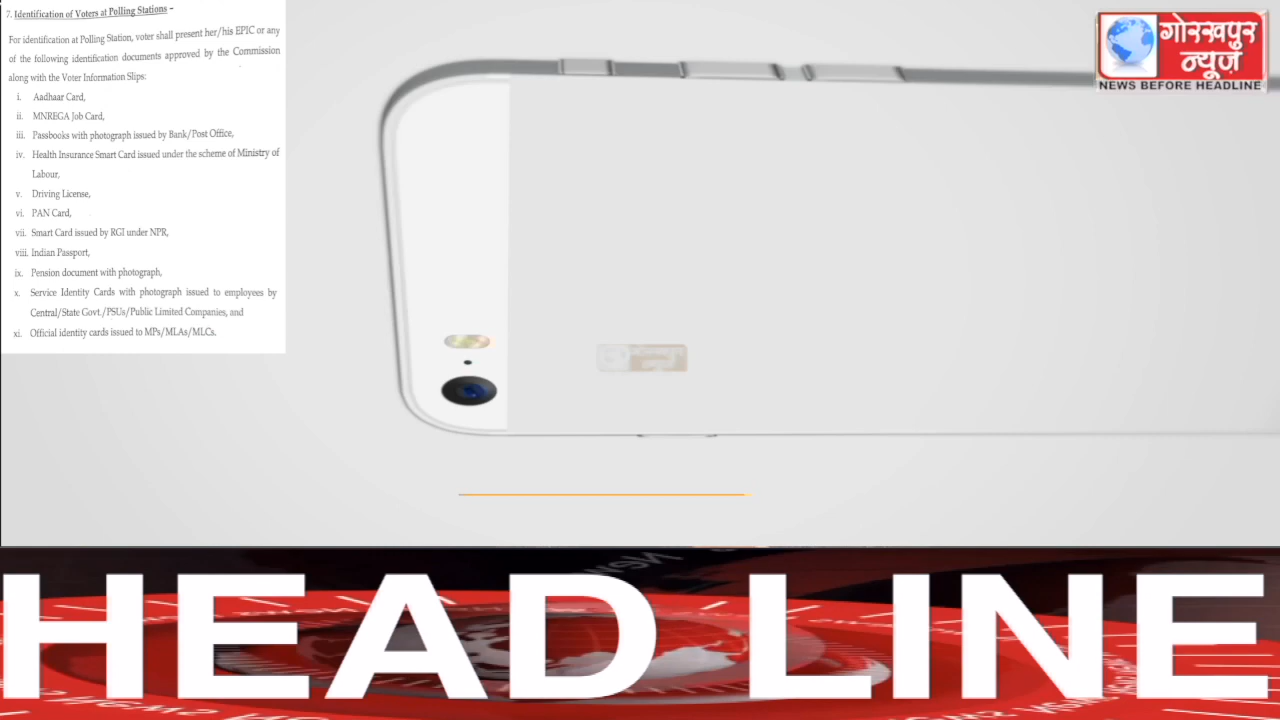 7. Identification of Voters at Polling Stations –
For identification at Polling Station, voter shall present her/his EPIC or any
of the following identification documents approved by the Commission
along with the Voter Information Slips:
i. Aadhaar Card,
ii. MNREGA Job Card,
iii. Passbooks with photograph issued by Bank/Post Office,
iv. Health Insurance Smart Card issued under the scheme of Ministry of
Labour,
v. Driving License,
vi. PAN Card,
vii. Smart Card issued by RGI under NPR,
viii. Indian Passport,
ix. Pension document with photograph,
x. Service Identity Cards with photograph issued to employees by
Central/State Govt./PSUs/Public Limited Companies, and
xi. Official identity cards issued to MPs/MLAs/MLCs.
गोरखपुर
न्यूज़
NEWS BEFORE HEADLINE
HEAD LINE